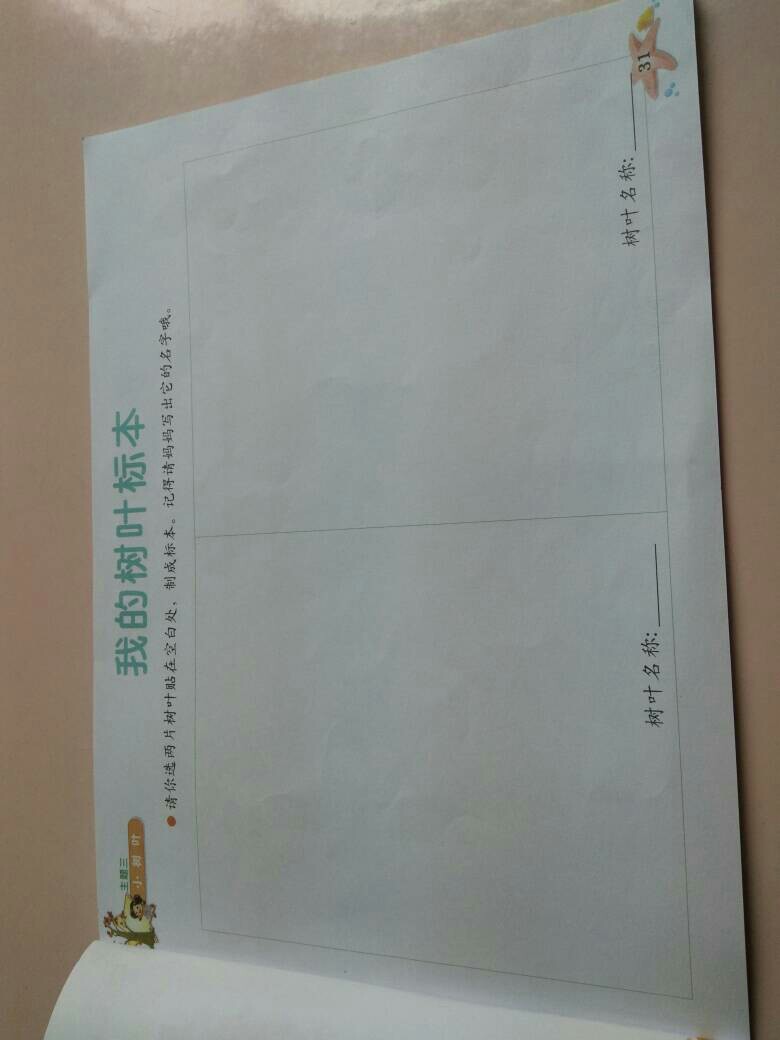 主题三
小树叶
我的树叶标本
请你选两片树叶贴在空白处，制成标本。记得请妈妈写出它的名字哦。
树叶名称:
树叶名称:
31